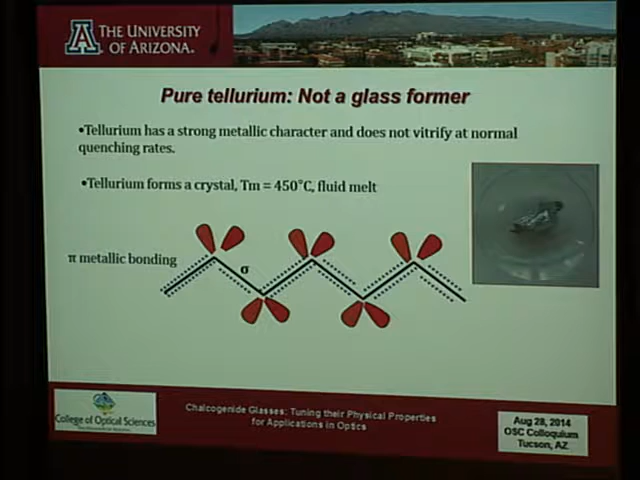 THE UNIVERSITY
OF ARIZONA.
Pure tellurium: Not a glass former
•Tellurium has a strong metallic character and does not vitrify at normal
quenching rates.
•Tellurium forms a crystal, Tm = 450°C, fluid melt
π metallic bonding
σ
College of Optical Sciences
Chalcogenide Glasses: Tuning their Physical Properties
for Applications in Optics
Aug 28, 2014
OSC Colloquium
Tucson, AZ